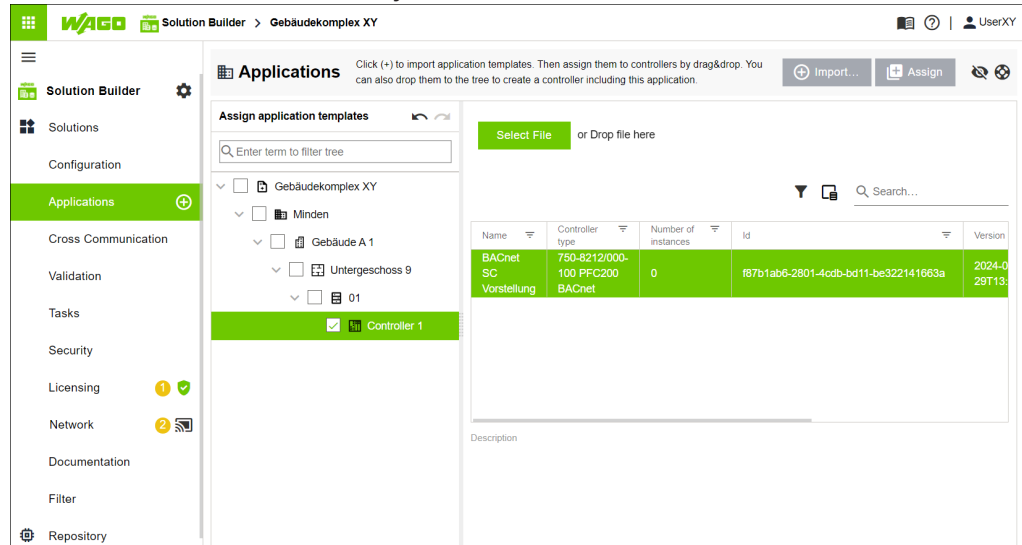 WAGO Solution Builder > Gebäudekomplex XY
UserXY
Solution Builder
Solutions
Configuration
Applications
Cross Communication
Validation
Tasks
Security
Licensing 1
Network 2
Documentation
Filter
Repository
Applications
Click (+) to import application templates. Then assign them to controllers by drag&drop. You
can also drop them to the tree to create a controller including this application.
Import...
Assign
Assign application templates
Enter term to filter tree
Gebäudekomplex XY
Minden
Gebäude A 1
Untergeschoss 9
01
Controller 1
Select File or Drop file here
Search...
Name
Controller
type
Number of
instances
Id
Version
BACnet
SC
Vorstellung
750-8212/000-
100 PFC200
BACnet
0
f87b1ab6-2801-4cdb-bd11-be322141663a
2024-0
29T13:
Description